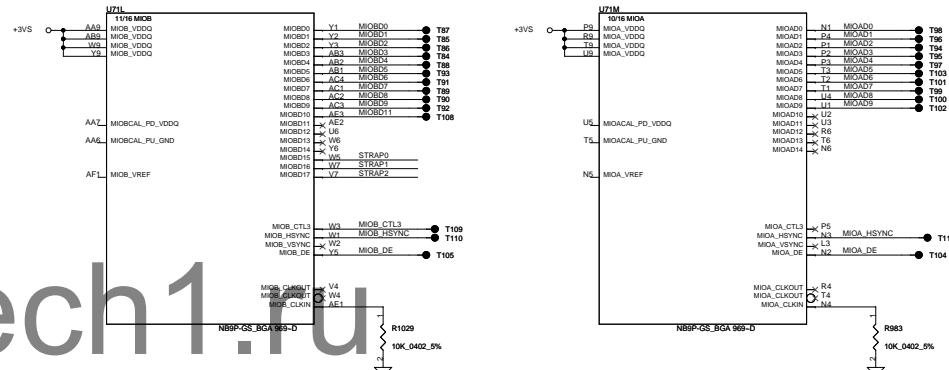 U71L
11/16 MIOB
+3VS
AA9 MIOB_VDDQ
AB9 MIOB_VDDQ
W9 MIOB_VDDQ
Y9 MIOB_VDDQ
AA7 MIOBCAL_PD_VDDQ
AA6 MIOBCAL_PU_GND
AF1 MIOB_VREF
MIOBD0 Y1 MIOBD0 T87
MIOBD1 Y2 MIOBD1 T85
MIOBD2 Y3 MIOBD2 T86
MIOBD3 AB3 MIOBD3 T84
MIOBD4 AB2 MIOBD4 T88
MIOBD5 AB1 MIOBD5 T93
MIOBD6 AC4 MIOBD6 T91
MIOBD7 AC1 MIOBD7 T89
MIOBD8 AC2 MIOBD8 T90
MIOBD9 AC3 MIOBD9 T92
MIOBD10 AE3 MIOBD11 T108
MIOBD11 AE2
MIOBD12 U6
MIOBD13 W6
MIOBD14 Y6
MIOBD15 W5 STRAP0
MIOBD16 W7 STRAP1
MIOBD17 V7 STRAP2
MIOB_CTL3 W3 MIOB_CTL3 T109
MIOB_HSYNC W1 MIOB_HSYNC T110
MIOB_VSYNC W2
MIOB_DE Y5 MIOB_DE T105
MIOB_CLKOUT V4
MIOB_CLKOUT W4
MIOB_CLKIN AE1
NB9P-GS_BGA 969~D
1
R1029
10K_0402_5%
2
U71M
10/16 MIOA
+3VS
P9 MIOA_VDDQ
R9 MIOA_VDDQ
T9 MIOA_VDDQ
U9 MIOA_VDDQ
U5 MIOACAL_PD_VDDQ
T5 MIOACAL_PU_GND
N5 MIOA_VREF
MIOAD0 N1 MIOAD0 T98
MIOAD1 P4 MIOAD1 T96
MIOAD2 P1 MIOAD2 T94
MIOAD3 P2 MIOAD3 T95
MIOAD4 P3 MIOAD4 T97
MIOAD5 T3 MIOAD5 T103
MIOAD6 T2 MIOAD6 T101
MIOAD7 T1 MIOAD7 T99
MIOAD8 U4 MIOAD8 T100
MIOAD9 U1 MIOAD9 T102
MIOAD10 U2
MIOAD11 U3
MIOAD12 R6
MIOAD13 T6
MIOAD14 N6
MIOA_CTL3 P5
MIOA_HSYNC N3 MIOA_HSYNC
MIOA_VSYNC L3
MIOA_DE N2 MIOA_DE T104
MIOA_CLKOUT R4
MIOA_CLKOUT T4
MIOA_CLKIN N4
NB9P-GS_BGA 969~D
1
R983
10K_0402_5%
2
ech1.ru